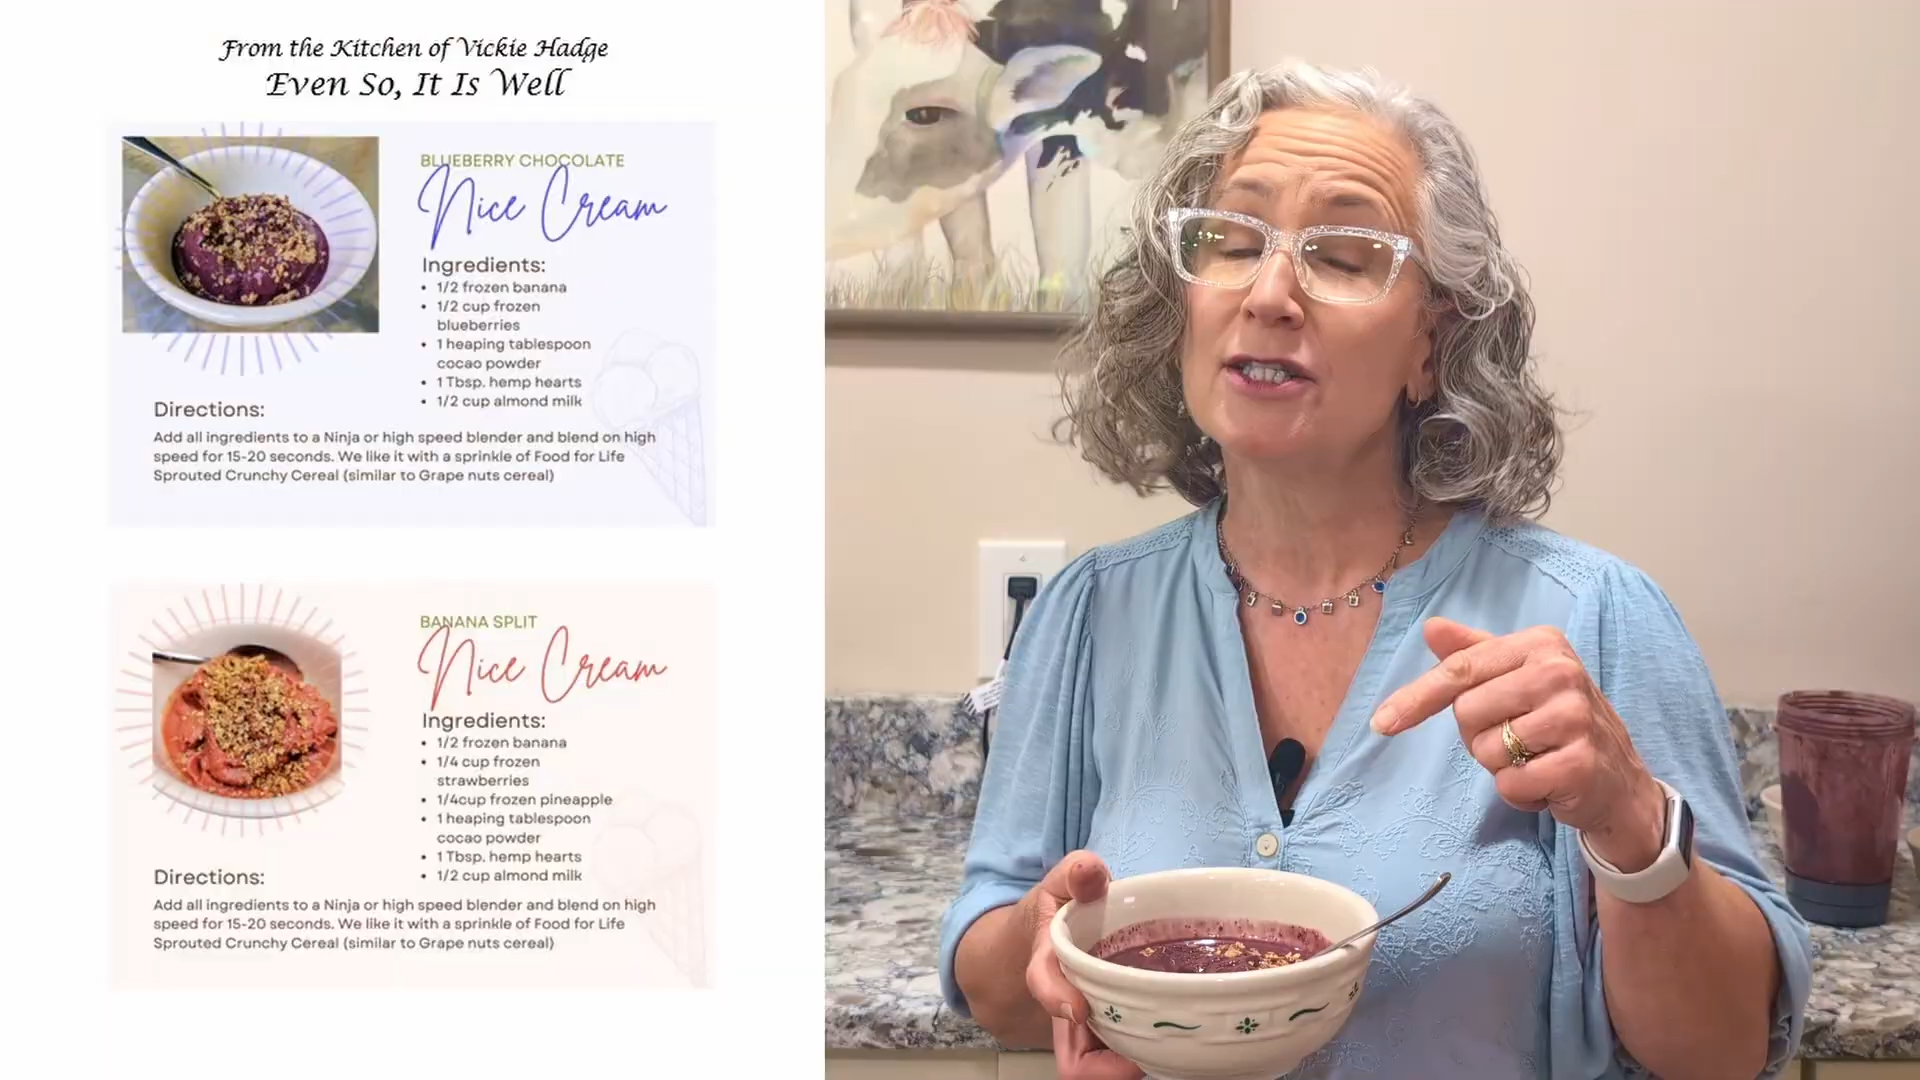 From the Kitchen of Vickie Hadge
Even So, It Is Well
BLUEBERRY CHOCOLATE
Nice Cream
Ingredients:
• 1/2 frozen banana
• 1/2 cup frozen
blueberries
• 1 heaping tablespoon
cocao powder
• 1 Tbsp. hemp hearts
• 1/2 cup almond milk
Directions:
Add all ingredients to a Ninja or high speed blender and blend on high
speed for 15-20 seconds. We like it with a sprinkle of Food for Life
Sprouted Crunchy Cereal (similar to Grape nuts cereal)
BANANA SPLIT
Nice Cream
Ingredients:
• 1/2 frozen banana
• 1/4 cup frozen
strawberries
• 1/4cup frozen pineapple
• 1 heaping tablespoon
cocao powder
• 1 Tbsp. hemp hearts
• 1/2 cup almond milk
Directions:
Add all ingredients to a Ninja or high speed blender and blend on high
speed for 15-20 seconds. We like it with a sprinkle of Food for Life
Sprouted Crunchy Cereal (similar to Grape nuts cereal)